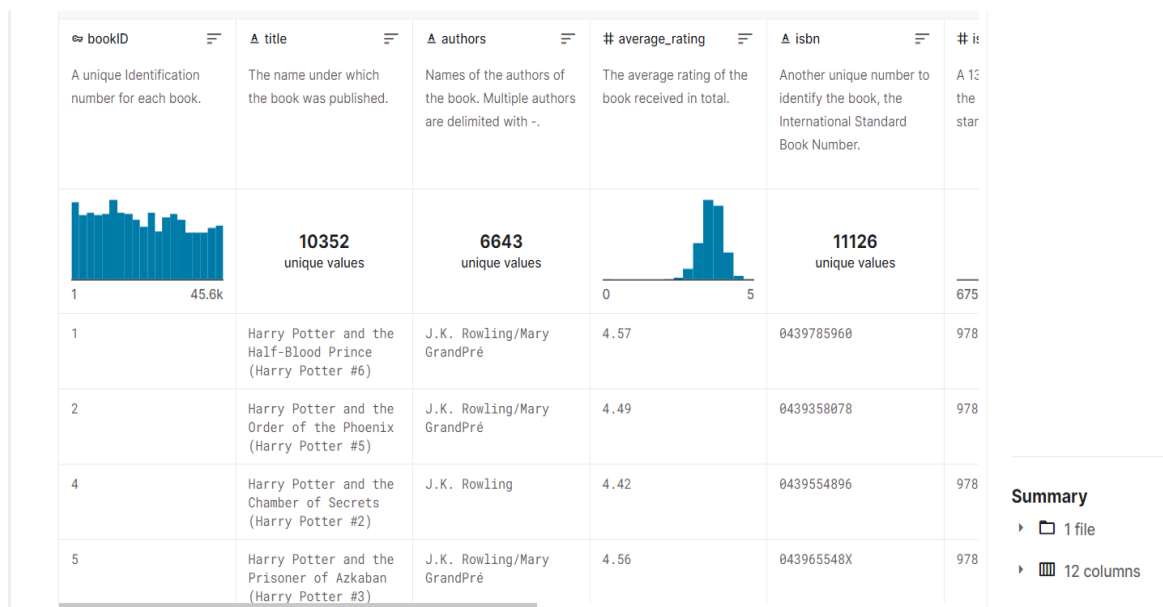 bookID
title
authors
average_rating
isbn
# is
A unique Identification
number for each book.
The name under which
the book was published.
Names of the authors of
the book. Multiple authors
are delimited with -.
The average rating of the
book received in total.
Another unique number to
identify the book, the
International Standard
Book Number.
A 13
the
star
1
45.6k
10352
unique values
6643
unique values
0
5
11126
unique values
675
1
Harry Potter and the
Half-Blood Prince
(Harry Potter #6)
J.K. Rowling/Mary
GrandPré
4.57
0439785960
978
2
Harry Potter and the
Order of the Phoenix
(Harry Potter #5)
J.K. Rowling/Mary
GrandPré
4.49
0439358078
978
4
Harry Potter and the
Chamber of Secrets
(Harry Potter #2)
J.K. Rowling
4.42
0439554896
978
5
Harry Potter and the
Prisoner of Azkaban
(Harry Potter #3)
J.K. Rowling/Mary
GrandPré
4.56
043965548X
978
Summary
1 file
12 columns